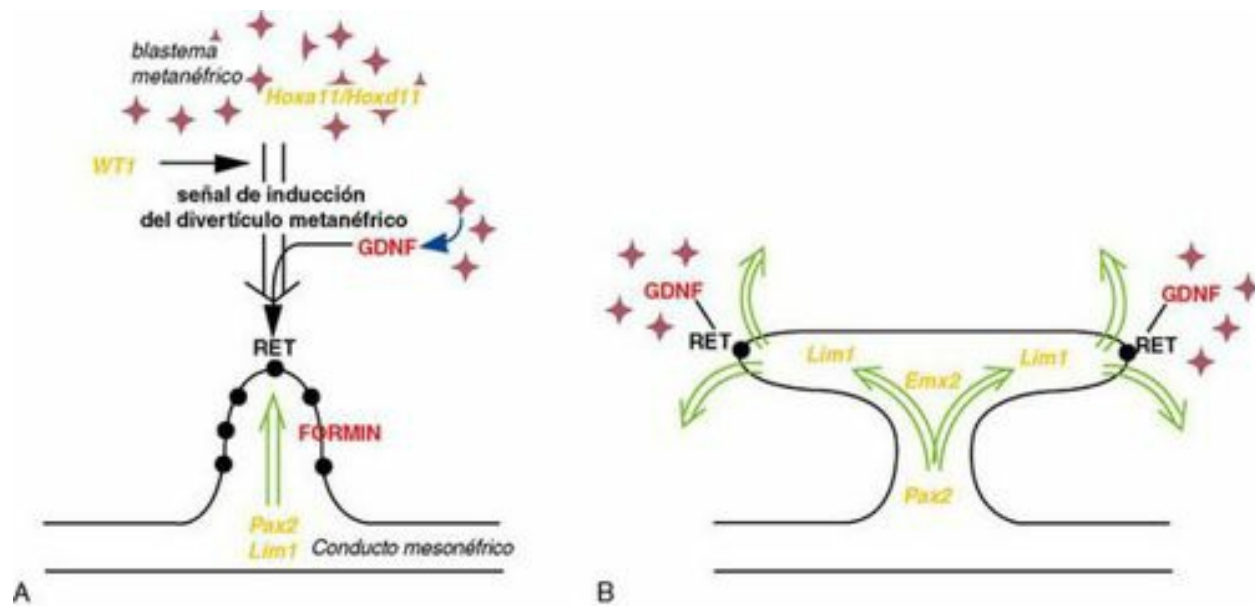 blastema
metanéfrico
Hoxa11/Hoxd11
WT1
señal de inducción
del divertículo metanéfrico
GDNF
RET
FORMIN
Pax2
Lim1
Conducto mesonéfrico
A
GDNF
RET
Lim1
Emx2
Lim1
GDNF
RET
Pax2
B